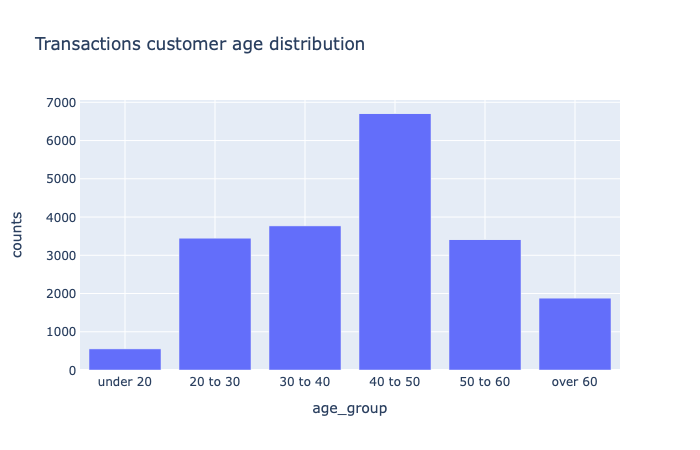 Transactions customer age distribution
7000
6000
5000
4000
3000
2000
1000
0
counts
under 20 20 to 30 30 to 40 40 to 50 50 to 60 over 60
age_group